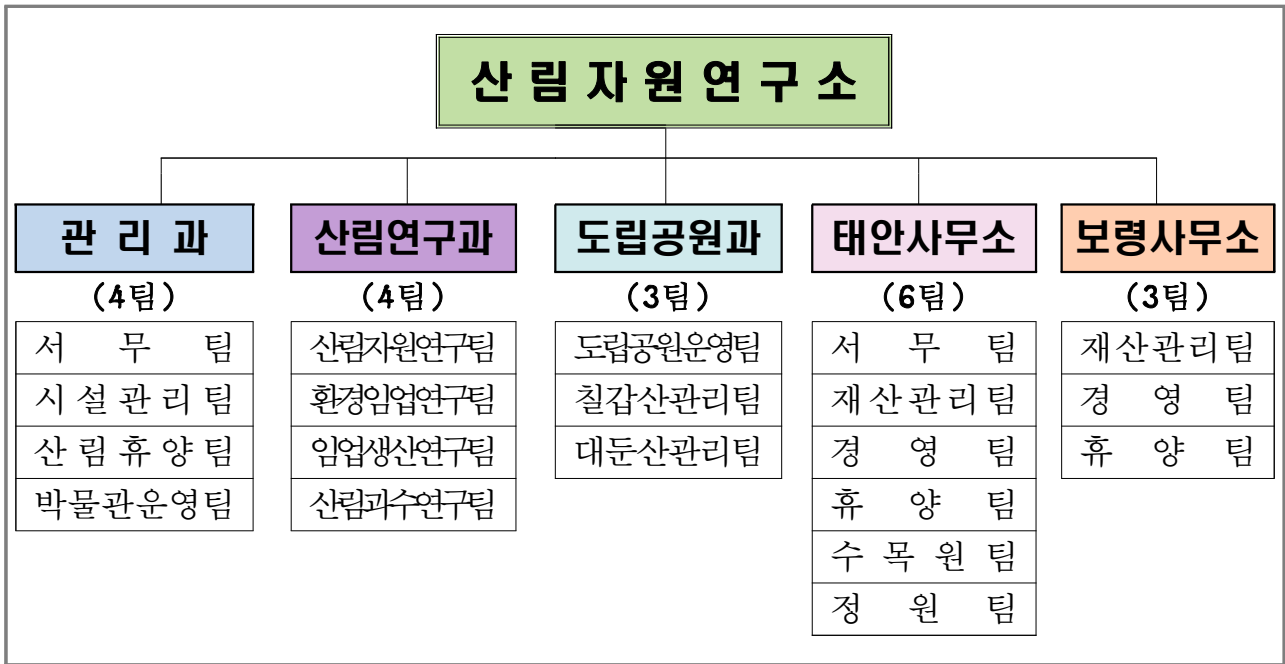 산림자원연구소
관리과
(4팀)
서무팀
시설관리팀
산림휴양팀
박물관운영팀
산림연구과
(4팀)
산림자원연구팀
환경임업연구팀
임업생산연구팀
산림과수연구팀
도립공원과
(3팀)
도립공원운영팀
칠갑산관리팀
대둔산관리팀
태안사무소
(6팀)
서무팀
재산관리팀
경영팀
휴양팀
수목원팀
정원팀
보령사무소
(3팀)
재산관리팀
경영팀
휴양팀